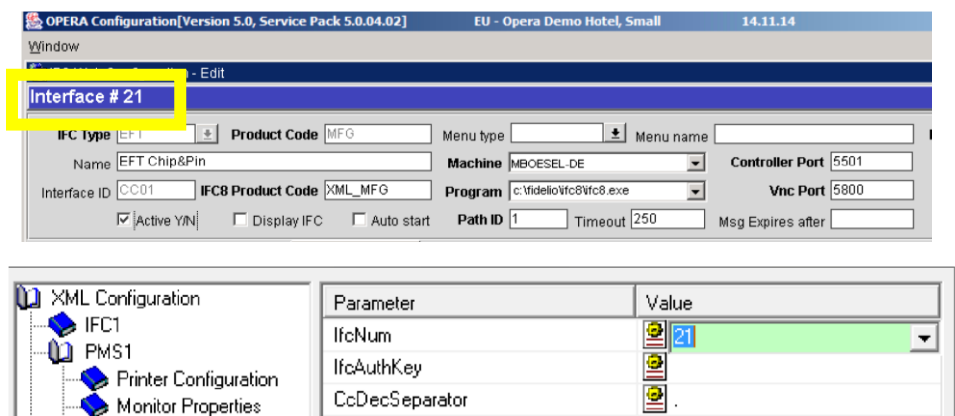 OPERA Configuration[Version 5.0, Service Pack 5.0.04.02] EU - Opera Demo Hotel, Small 14.11.14
Window
- Edit
Interface # 21
IFC Type EFT Product Code MFG Menu type Menu name
Name EFT Chip&Pin Machine MBOESEL-DE Controller Port 5501
Interface ID CC01 IFC8 Product Code XML_MFG Program c:\fidelio\ifc8\ifc8.exe Vnc Port 5800
Active Y/N Display IFC Auto start Path ID 1 Timeout 250 Msg Expires after
XML Configuration Parameter Value
IFC1 IfcNum 21
PMS1 IfcAuthKey
Printer Configuration
Monitor Properties CcDecSeparator .